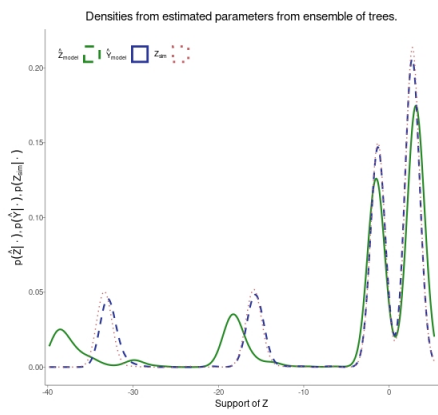 Densities from estimated parameters from ensemble of trees.
Ẑmodel Ŷmodel Zsim
p(Ẑ| · ), p(Ŷ| · ), p(Zsim| · )
0.20
0.15
0.10
0.05
0.00
-40 -30 -20 -10 0
Support of Z